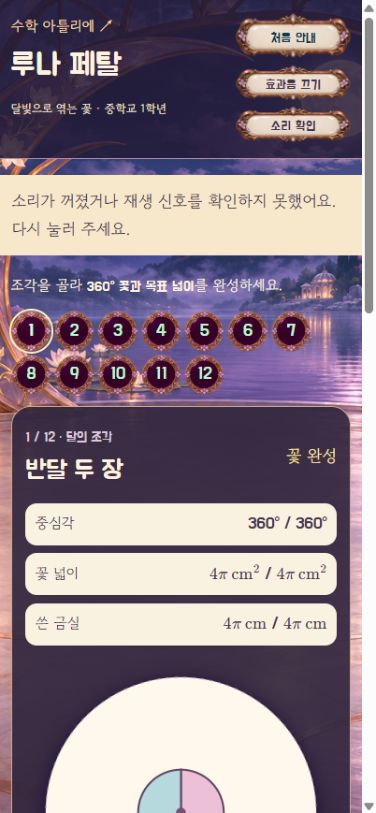 수학 아틀리에 ↗
루나 페탈
달빛으로 엮는 꽃 · 중학교 1학년
처음 안내
효과음 끄기
소리 확인
소리가 꺼졌거나 재생 신호를 확인하지 못했어요.
다시 눌러 주세요.
조각을 골라 360° 꽃과 목표 넓이를 완성하세요.
1 2 3 4 5 6 7
8 9 10 11 12
1 / 12 · 달의 조각
반달 두 장
꽃 완성
중심각 360° / 360°
꽃 넓이 4π cm² / 4π cm²
쓴 금실 4π cm / 4π cm